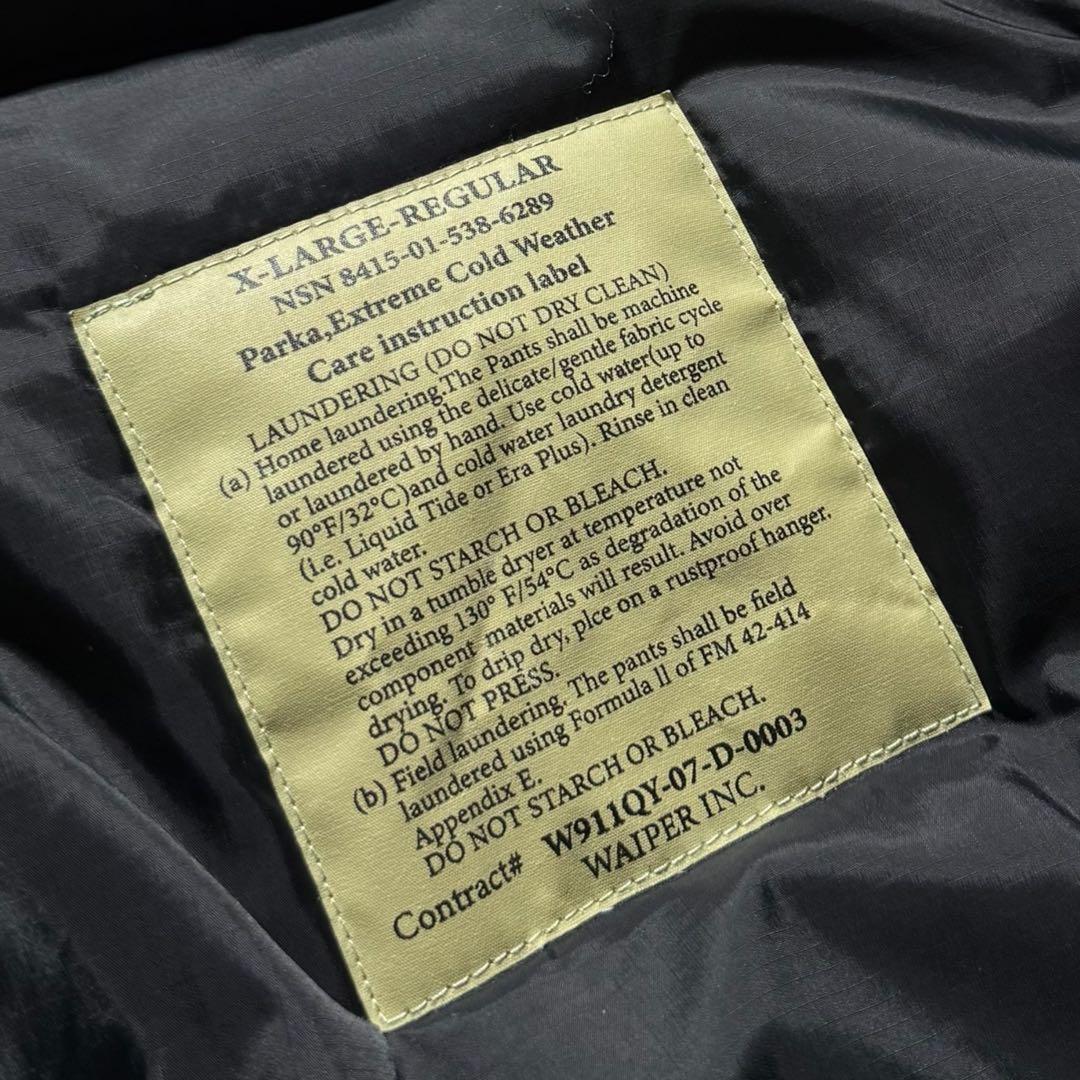 X-LARGE-REGULAR
NSN 8415-01-538-6289
Parka,Extreme Cold Weather
Care instruction label
LAUNDERING (DO NOT DRY CLEAN)
(a) Home laundering.The Pants shall be machine
laundered using the delicate/gentle fabric cycle
or laundered by hand. Use cold water(up to
90°F/32°C)and cold water laundry detergent
(i.e. Liquid Tide or Era Plus). Rinse in clean
cold water.
DO NOT STARCH OR BLEACH.
Dry in a tumble dryer at temperature not
exceeding 130° F/54°C as degradation of the
component materials will result. Avoid over
drying. To drip dry, plce on a rustproof hanger.
DO NOT PRESS.
(b) Field laundering. The pants shall be field
laundered using Formula II of FM 42-414
Appendix E.
DO NOT STARCH OR BLEACH.
Contract# W911QY-07-D-0003
WAIPER INC.